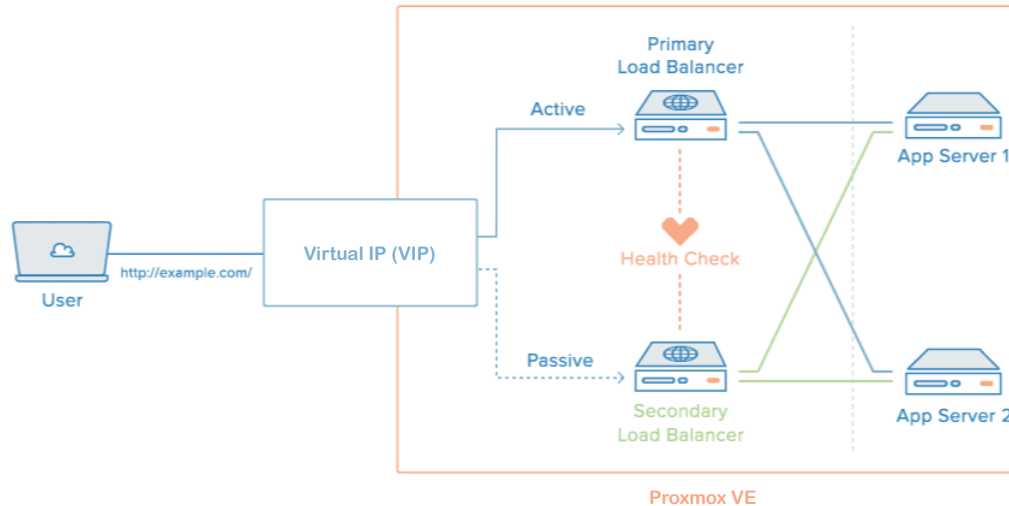 Primary
Load Balancer
Active
App Server 1
Virtual IP (VIP)
http://example.com/
User
Health Check
Passive
Secondary
Load Balancer
App Server 2
Proxmox VE